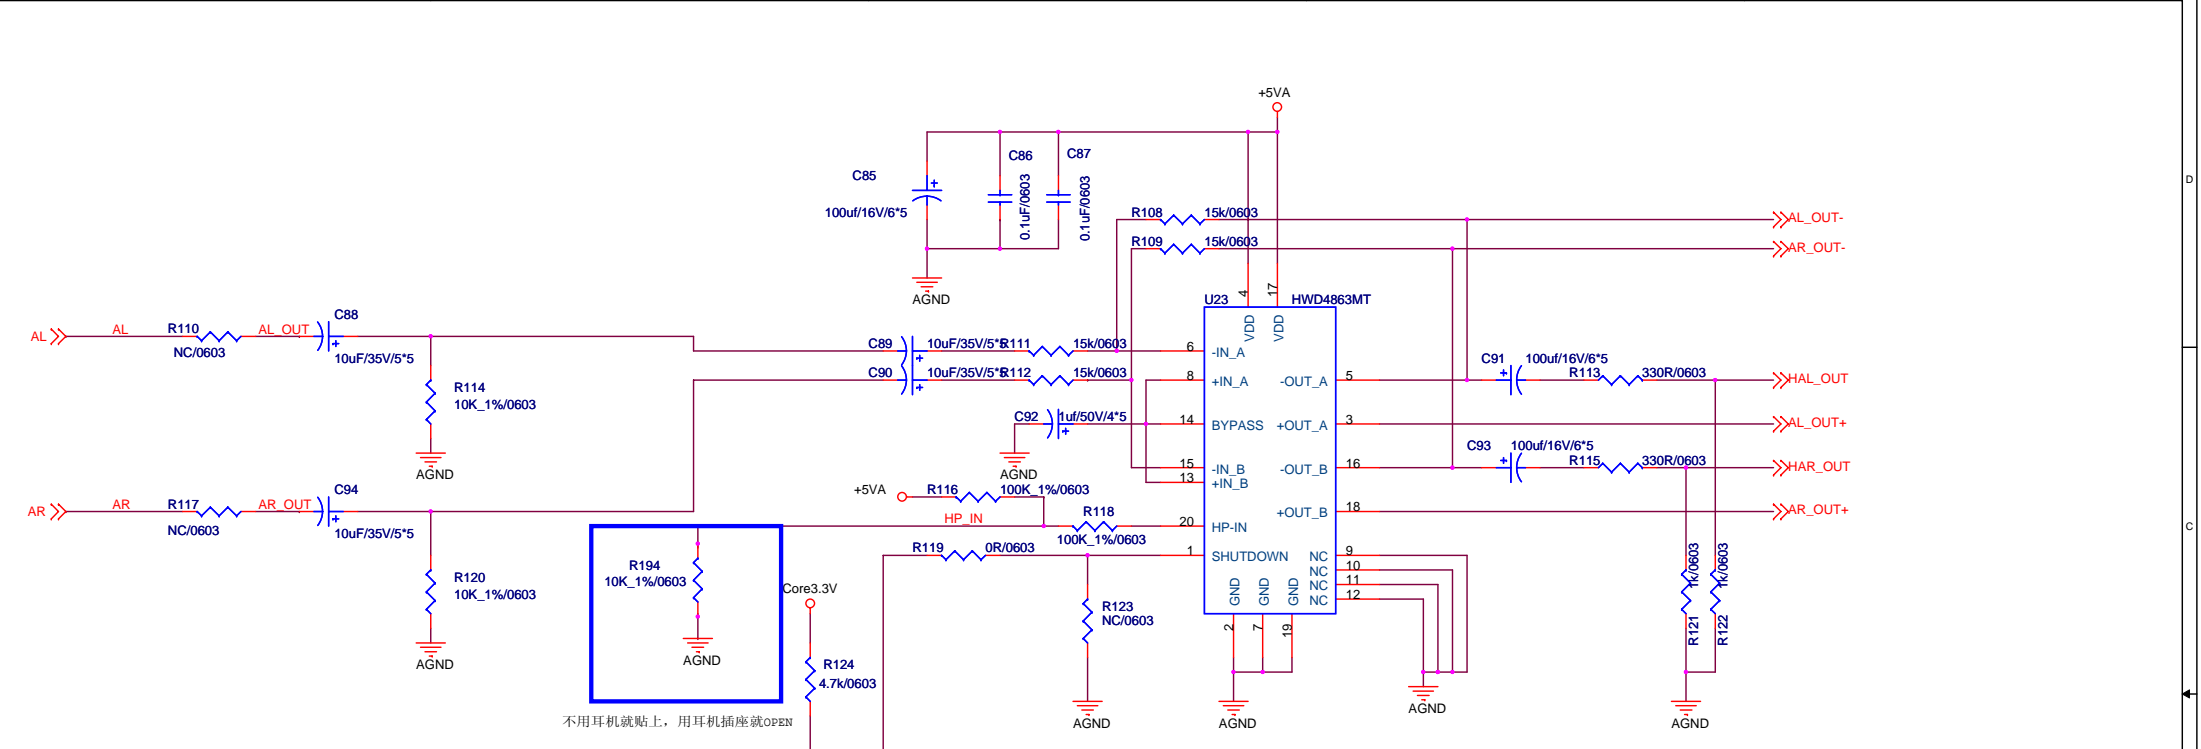 +5VA
C86
C87
C85
0.1uF/0603
0.1uF/0603
100uf/16V/6*5
R108
15k/0603
AL_OUT-
R109
15k/0603
AR_OUT-
D
AGND
4
17
U23
HWD4863MT
C88
AL
AL
R110
AL_OUT
NC/0603
10uF/35V/5*5
VDD
VDD
C89
10uF/35V/5*5
R111
15k/0603
6
-IN_A
C90
10uF/35V/5*5
R112
15k/0603
8
+IN_A
-OUT_A
5
C91
100uf/16V/6*5
R113
330R/0603
HAL_OUT
R114
10K_1%/0603
C92
1uf/50V/4*5
14
BYPASS
+OUT_A
3
AL_OUT+
AGND
AGND
C93
100uf/16V/6*5
15
-IN_B
-OUT_B
16
R115
330R/0603
HAR_OUT
13
+IN_B
C94
+5VA
R116
100K_1%/0603
AR
AR
R117
AR_OUT
NC/0603
10uF/35V/5*5
HP_IN
R118
100K_1%/0603
20
HP-IN
+OUT_B
18
AR_OUT+
C
R119
0R/0603
1
SHUTDOWN
NC
9
NC
10
NC
11
NC
12
R194
10K_1%/0603
R120
10K_1%/0603
Core3.3V
GND
GND
GND
1k/0603
1k/0603
R123
NC/0603
2
7
19
R121
R122
AGND
AGND
R124
4.7k/0603
AGND
AGND
AGND
AGND
不用耳机就贴上，用耳机插座就OPEN